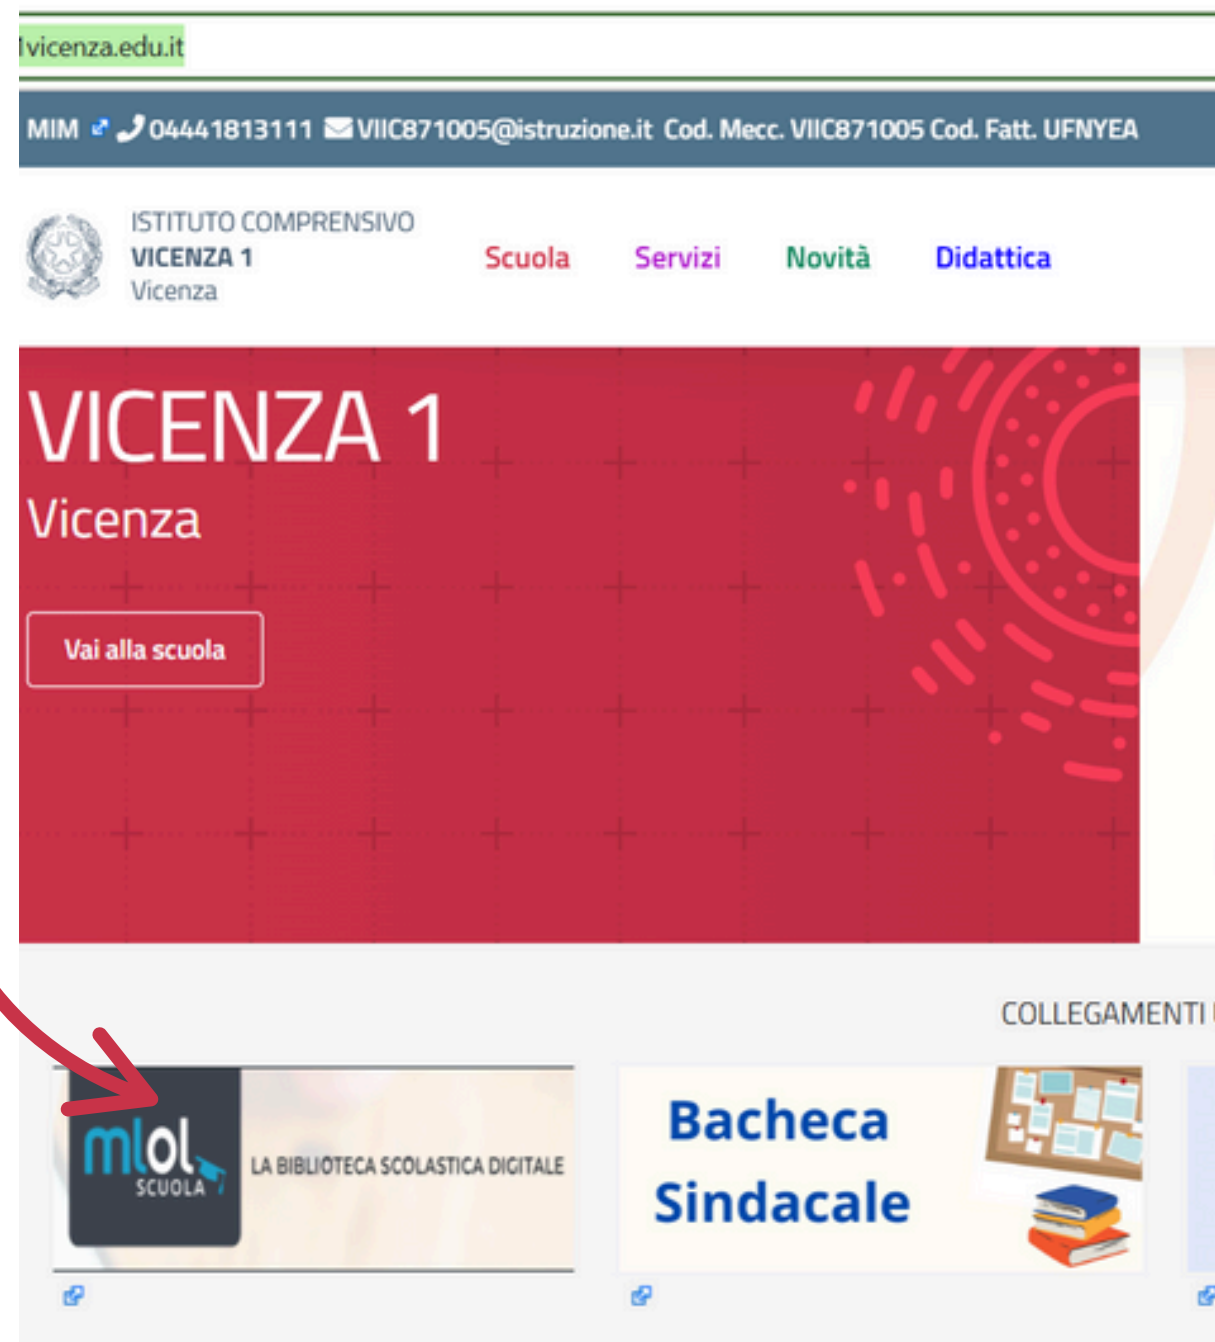 1vicenza.edu.it
MIM 04441813111 VIIC871005@istruzione.it Cod. Mecc. VIIC871005 Cod. Fatt. UFNYEA
ISTITUTO COMPRENSIVO
VICENZA 1
Vicenza
Scuola Servizi Novità Didattica
VICENZA 1
Vicenza
Vai alla scuola
COLLEGAMENTI
mlol
SCUOLA
LA BIBLIOTECA SCOLASTICA DIGITALE
Bacheca
Sindacale